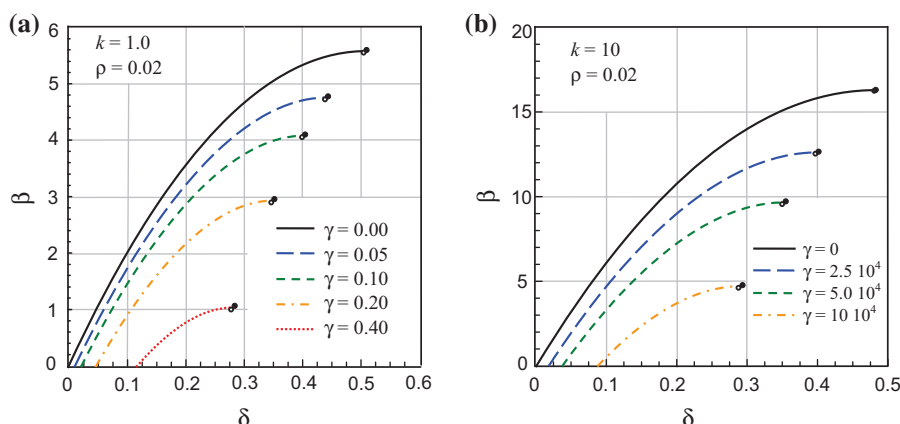 (a)
k = 1.0
ρ = 0.02
β
6
5
4
3
2
1
0
γ = 0.00
γ = 0.05
γ = 0.10
γ = 0.20
γ = 0.40
0 0.1 0.2 0.3 0.4 0.5 0.6
δ
(b)
k = 10
ρ = 0.02
β
20
15
10
5
0
γ = 0
γ = 2.5 10⁴
γ = 5.0 10⁴
γ = 10 10⁴
0 0.1 0.2 0.3 0.4 0.5
δ